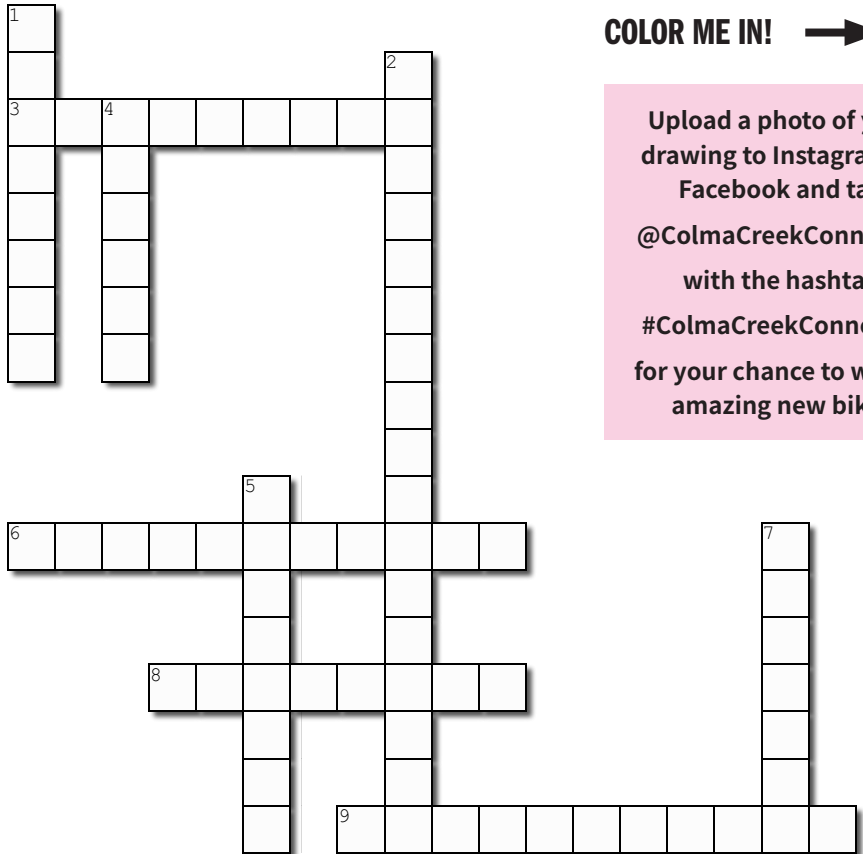 1
COLOR ME IN!
2
3 4
Upload a photo of
drawing to Instagra
Facebook and ta
@ColmaCreekConn
with the hashta
#ColmaCreekConn
for your chance to w
amazing new bik
5
6 7
8
9